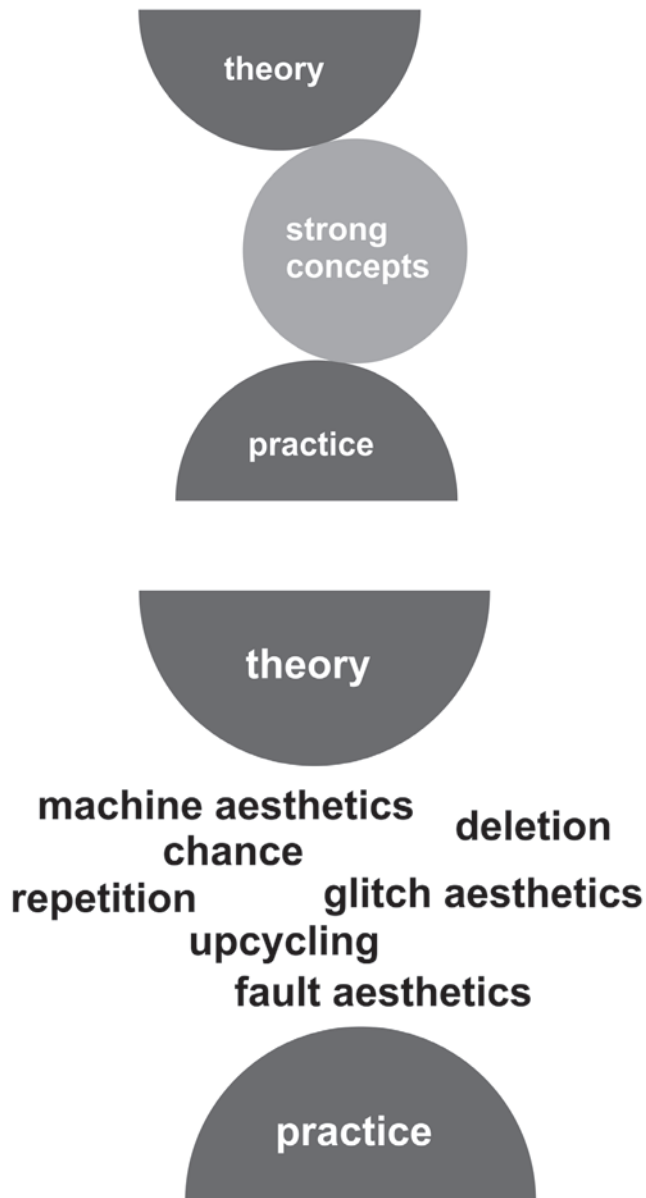 theory
strong
concepts
practice
theory
machine aesthetics
deletion
chance
repetition
glitch aesthetics
upcycling
fault aesthetics
practice